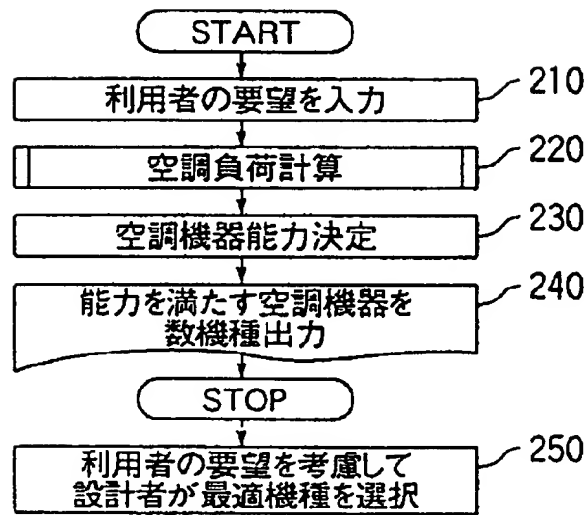 START
利用者の要望を入力
210
空調負荷計算
220
空調機器能力決定
230
能力を満たす空調機器を
数機種出力
240
STOP
利用者の要望を考慮して
設計者が最適機種を選択
250